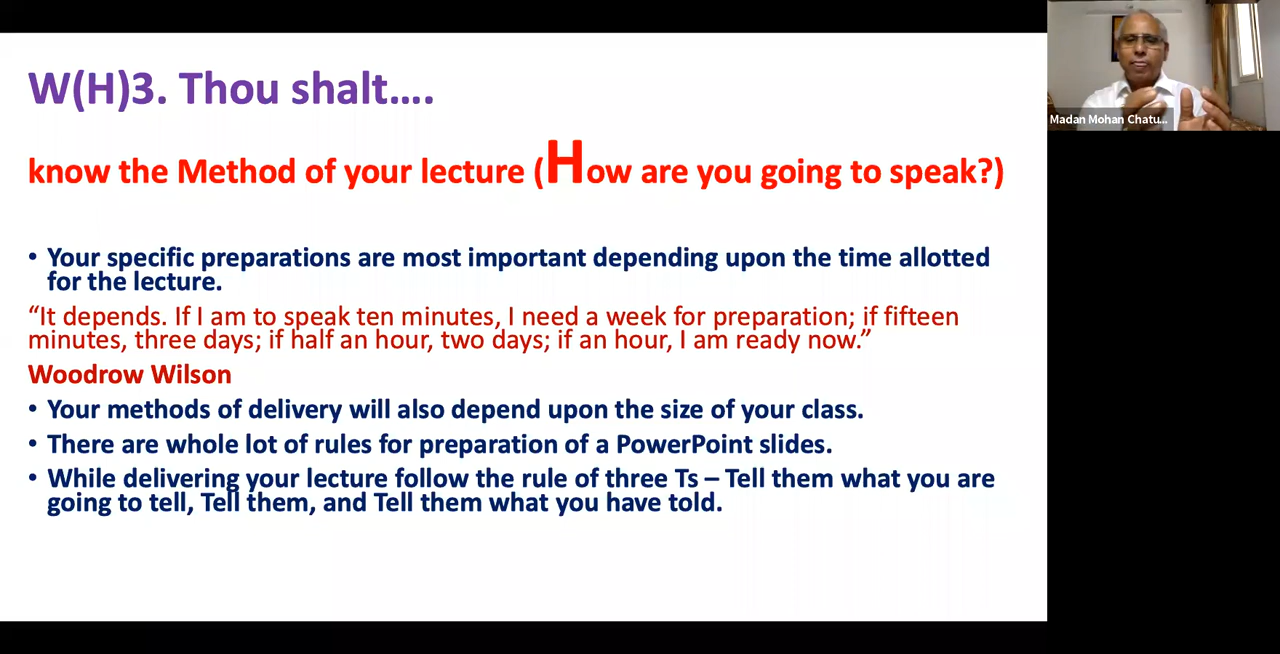 W(H)3. Thou shalt….
know the Method of your lecture (How are you going to speak?)
• Your specific preparations are most important depending upon the time allotted
for the lecture.
“It depends. If I am to speak ten minutes, I need a week for preparation; if fifteen
minutes, three days; if half an hour, two days; if an hour, I am ready now.”
Woodrow Wilson
• Your methods of delivery will also depend upon the size of your class.
• There are whole lot of rules for preparation of a PowerPoint slides.
• While delivering your lecture follow the rule of three Ts – Tell them what you are
going to tell, Tell them, and Tell them what you have told.
Madan Mohan Chatu...